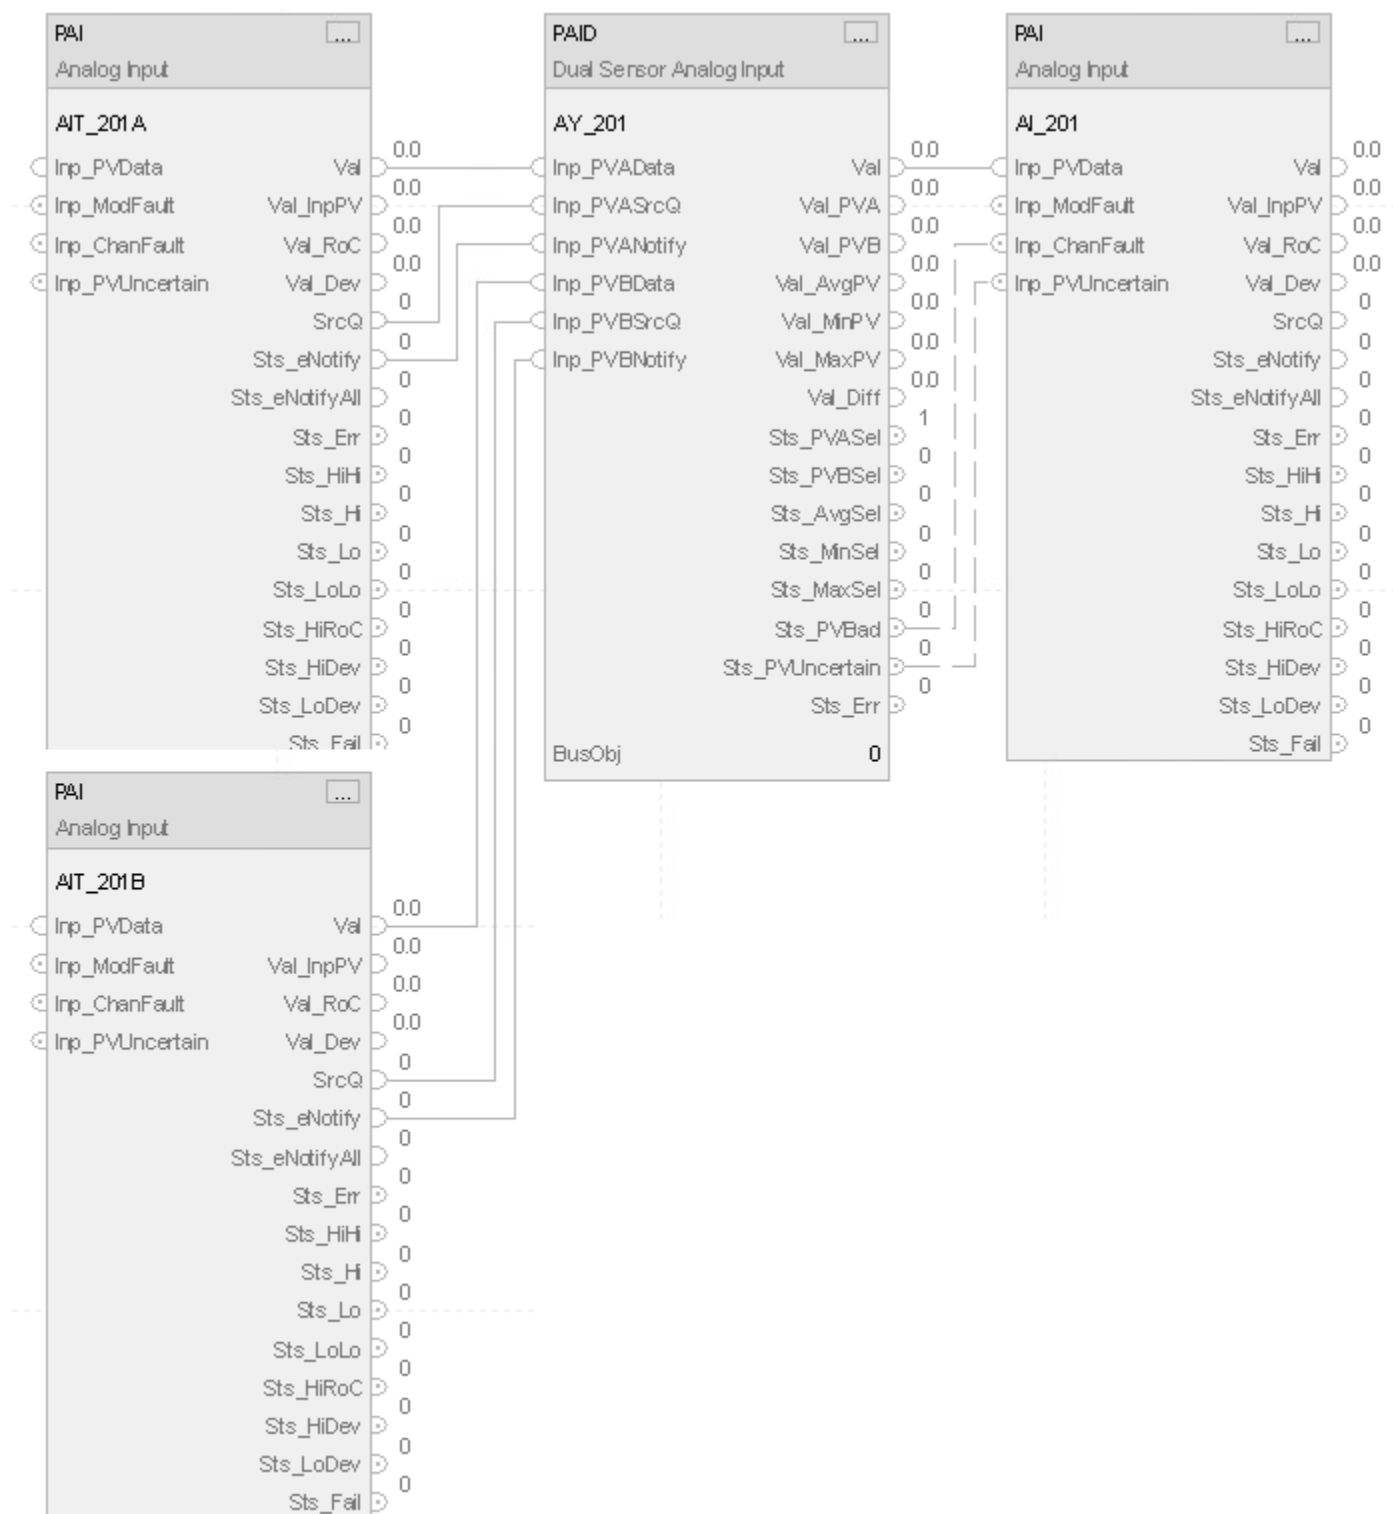 PAI ...
Analog Input
AIT_201A
Inp_PVData Val 0.0
Inp_ModFault Val_InpPV 0.0
Inp_ChanFault Val_RoC 0.0
Inp_PVUncertain Val_Dev 0.0
SrcQ 0
Sts_eNotify 0
Sts_eNotifyAll 0
Sts_Err 0
Sts_HiHi 0
Sts_Hi 0
Sts_Lo 0
Sts_LoLo 0
Sts_HiRoC 0
Sts_HiDev 0
Sts_LoDev 0
Sts_Fail 0
PAID ...
Dual Sensor Analog Input
AY_201
Inp_PVAData Val 0.0
Inp_PVASrcQ Val_PVA 0.0
Inp_PVANotify Val_PVB 0.0
Inp_PVBData Val_AvgPV 0.0
Inp_PVBSrcQ Val_MinPV 0.0
Inp_PVBNotify Val_MaxPV 0.0
Val_Diff 0.0
Sts_PVASel 1
Sts_PVBSel 0
Sts_AvgSel 0
Sts_MinSel 0
Sts_MaxSel 0
Sts_PVBad 0
Sts_PVUncertain 0
Sts_Err 0
BusObj 0
PAI ...
Analog Input
AI_201
Inp_PVData Val 0.0
Inp_ModFault Val_InpPV 0.0
Inp_ChanFault Val_RoC 0.0
Inp_PVUncertain Val_Dev 0.0
SrcQ 0
Sts_eNotify 0
Sts_eNotifyAll 0
Sts_Err 0
Sts_HiHi 0
Sts_Hi 0
Sts_Lo 0
Sts_LoLo 0
Sts_HiRoC 0
Sts_HiDev 0
Sts_LoDev 0
Sts_Fail 0
PAI ...
Analog Input
AIT_201B
Inp_PVData Val 0.0
Inp_ModFault Val_InpPV 0.0
Inp_ChanFault Val_RoC 0.0
Inp_PVUncertain Val_Dev 0.0
SrcQ 0
Sts_eNotify 0
Sts_eNotifyAll 0
Sts_Err 0
Sts_HiHi 0
Sts_Hi 0
Sts_Lo 0
Sts_LoLo 0
Sts_HiRoC 0
Sts_HiDev 0
Sts_LoDev 0
Sts_Fail 0